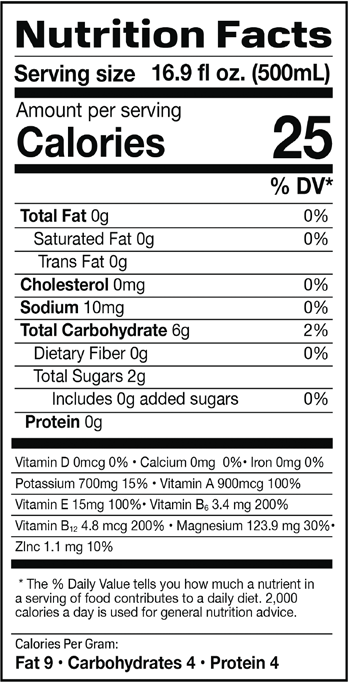 Nutrition Facts
Serving size 16.9 fl oz. (500mL)
Amount per serving
Calories 25
% DV*
Total Fat 0g 0%
Saturated Fat 0g 0%
Trans Fat 0g
Cholesterol 0mg 0%
Sodium 10mg 0%
Total Carbohydrate 6g 2%
Dietary Fiber 0g 0%
Total Sugars 2g
Includes 0g added sugars 0%
Protein 0g
Vitamin D 0mcg 0% • Calcium 0mg 0%• Iron 0mg 0%
Potassium 700mg 15% • Vitamin A 900mcg 100%
Vitamin E 15mg 100%• Vitamin B₆ 3.4 mg 200%
Vitamin B₁₂ 4.8 mcg 200% • Magnesium 123.9 mg 30%•
ZInc 1.1 mg 10%
* The % Daily Value tells you how much a nutrient in
a serving of food contributes to a daily diet. 2,000
calories a day is used for general nutrition advice.
Calories Per Gram:
Fat 9 • Carbohydrates 4 • Protein 4